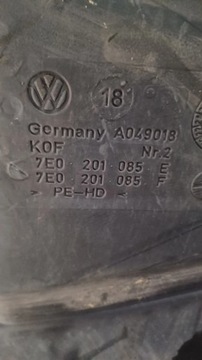 18
Germany A049018
KOF Nr.2
7E0 201 085 E
7E0 201 085 F
> PE-HD <